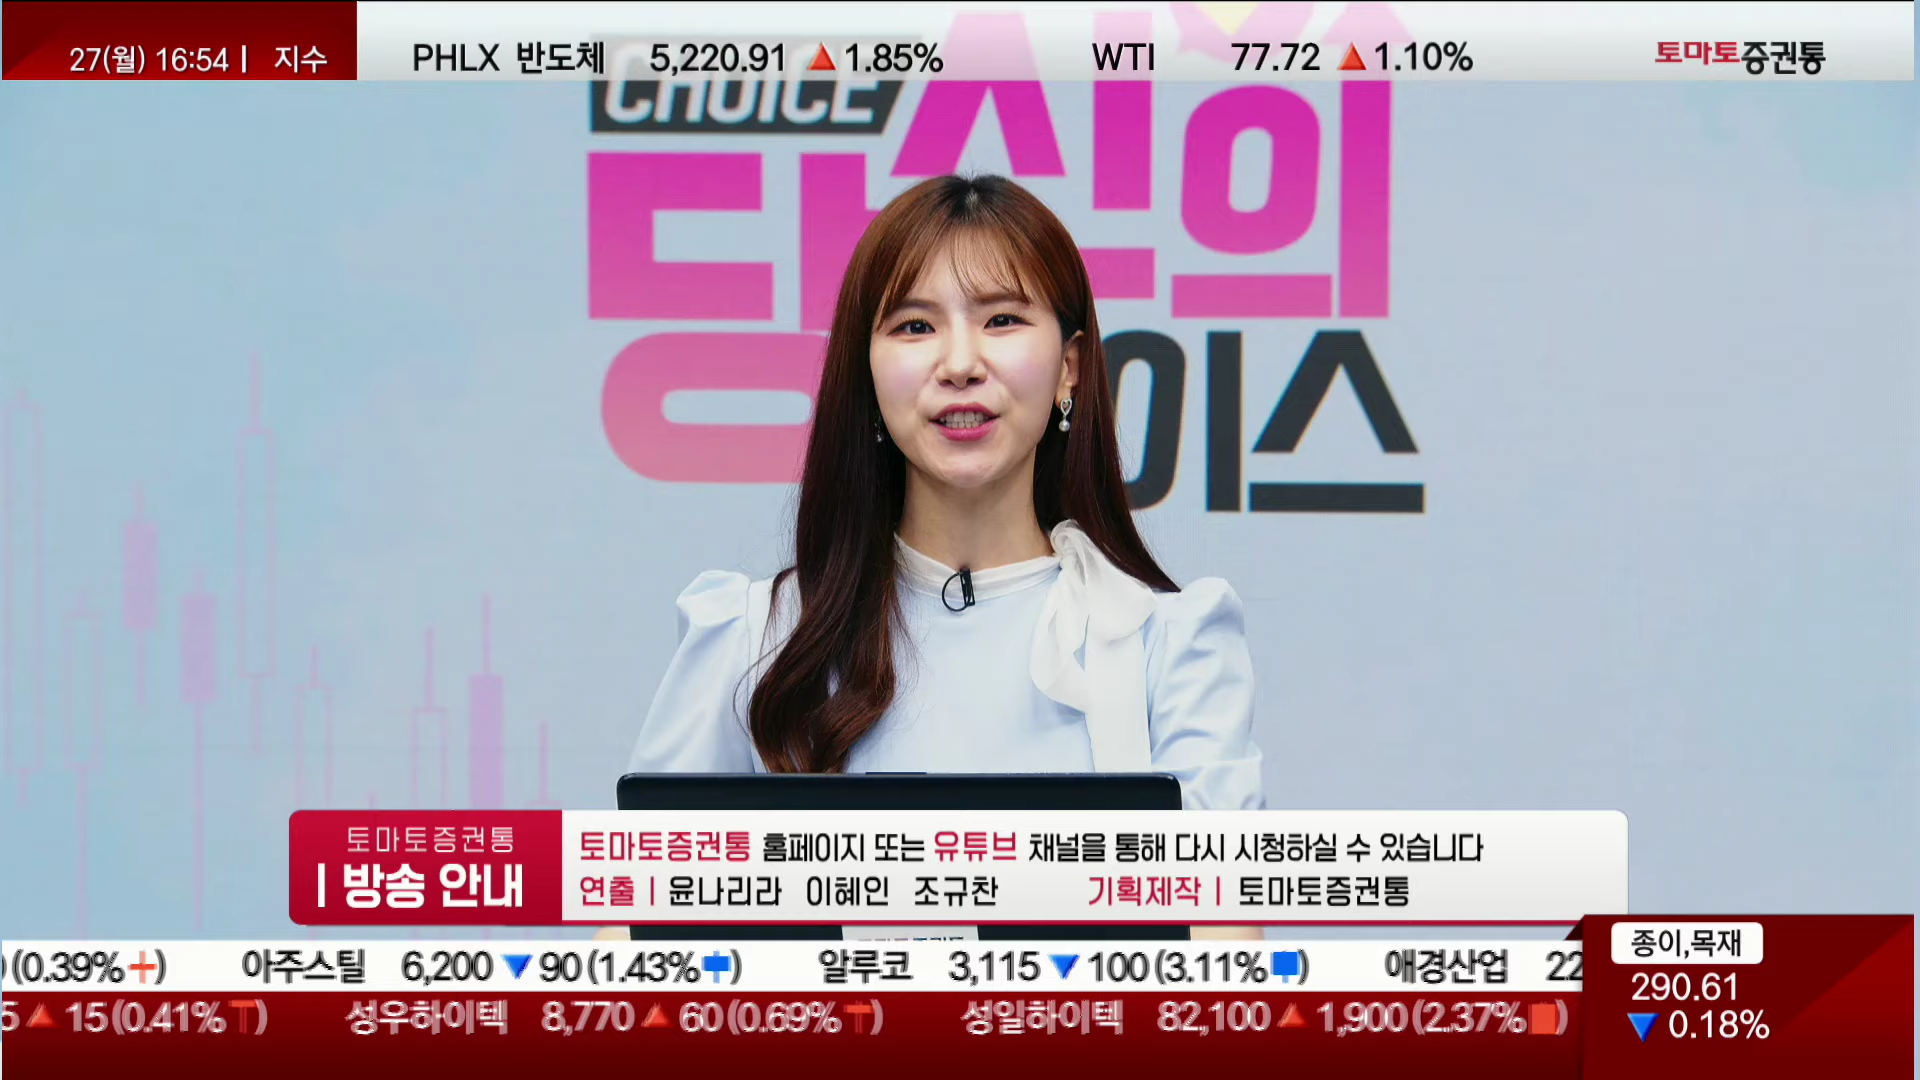 27(월) 16:54 | 지수 PHLX 반도체 5,220.91 ▲1.85% WTI 77.72 ▲1.10% 토마토증권통
CHOICE
당신의
이스
토마토증권통
| 방송 안내
토마토증권통 홈페이지 또는 유튜브 채널을 통해 다시 시청하실 수 있습니다
연출 | 윤나리라 이혜인 조규찬 기획제작 | 토마토증권통
(0.39%+) 아주스틸 6,200 ▼ 90 (1.43%) 알루코 3,115 ▼ 100 (3.11%) 애경산업 22
5 ▲ 15 (0.41%) 성우하이텍 8,770 ▲ 60 (0.69%) 성일하이텍 82,100 ▲ 1,900 (2.37%)
종이,목재
290.61
▼ 0.18%